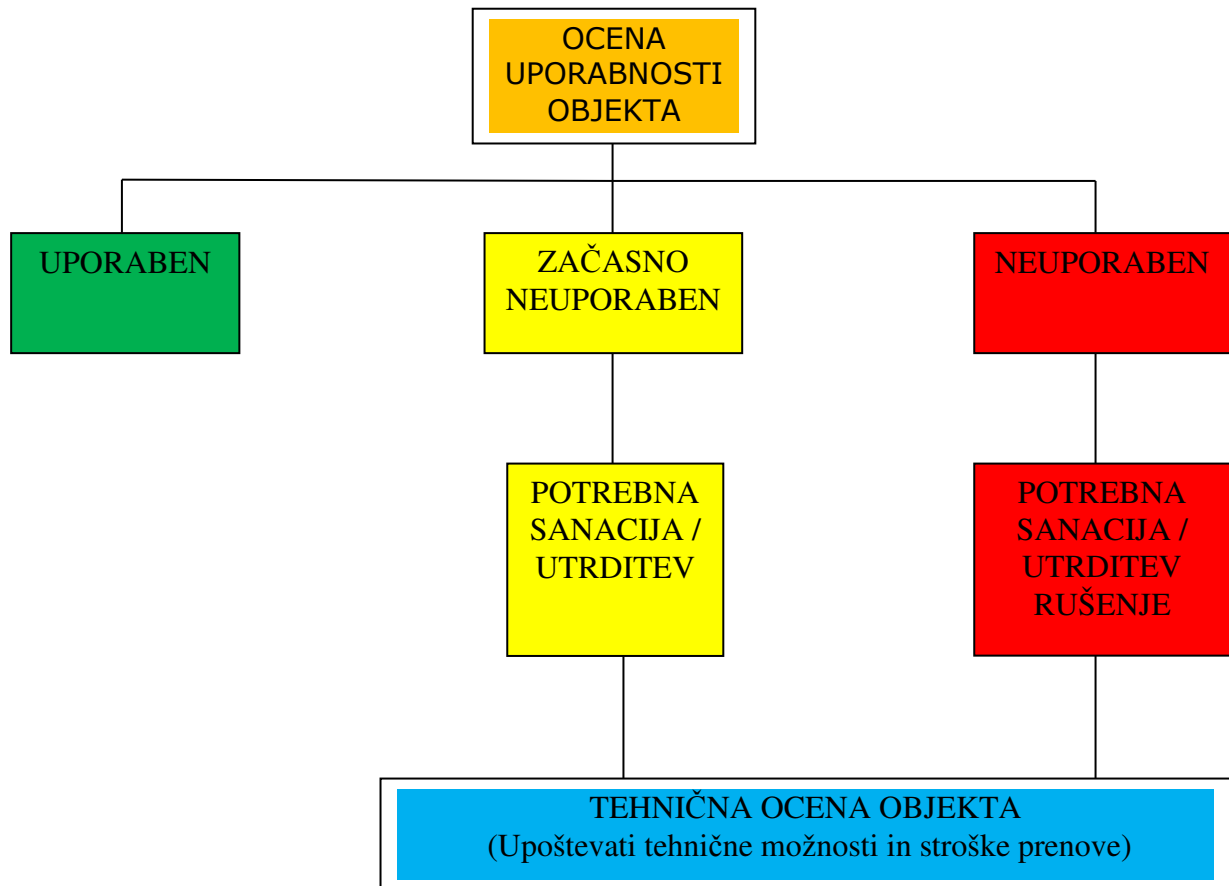 OCENA
UPORABNOSTI
OBJEKTA
UPORABEN
ZAČASNO
NEUPORABEN
NEUPORABEN
POTREBNA
SANACIJA /
UTRDITEV
POTREBNA
SANACIJA /
UTRDITEV
RUŠENJE
TEHNIČNA OCENA OBJEKTA
(Upoštevati tehnične možnosti in stroške prenove)